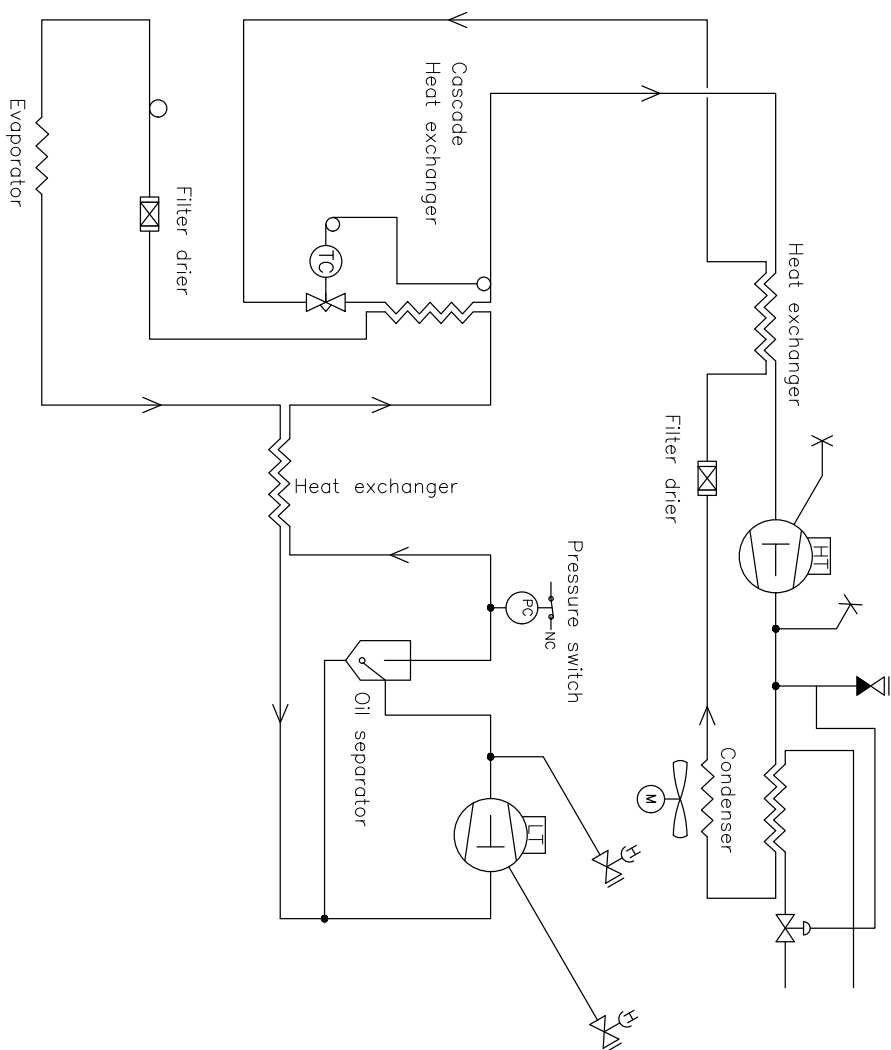 Evaporator
Filter drier
Cascade
Heat exchanger
TC
Heat exchanger
Filter drier
HT
Heat exchanger
Pressure switch
PC
NC
Oil separator
Condenser
M
LT
H
H